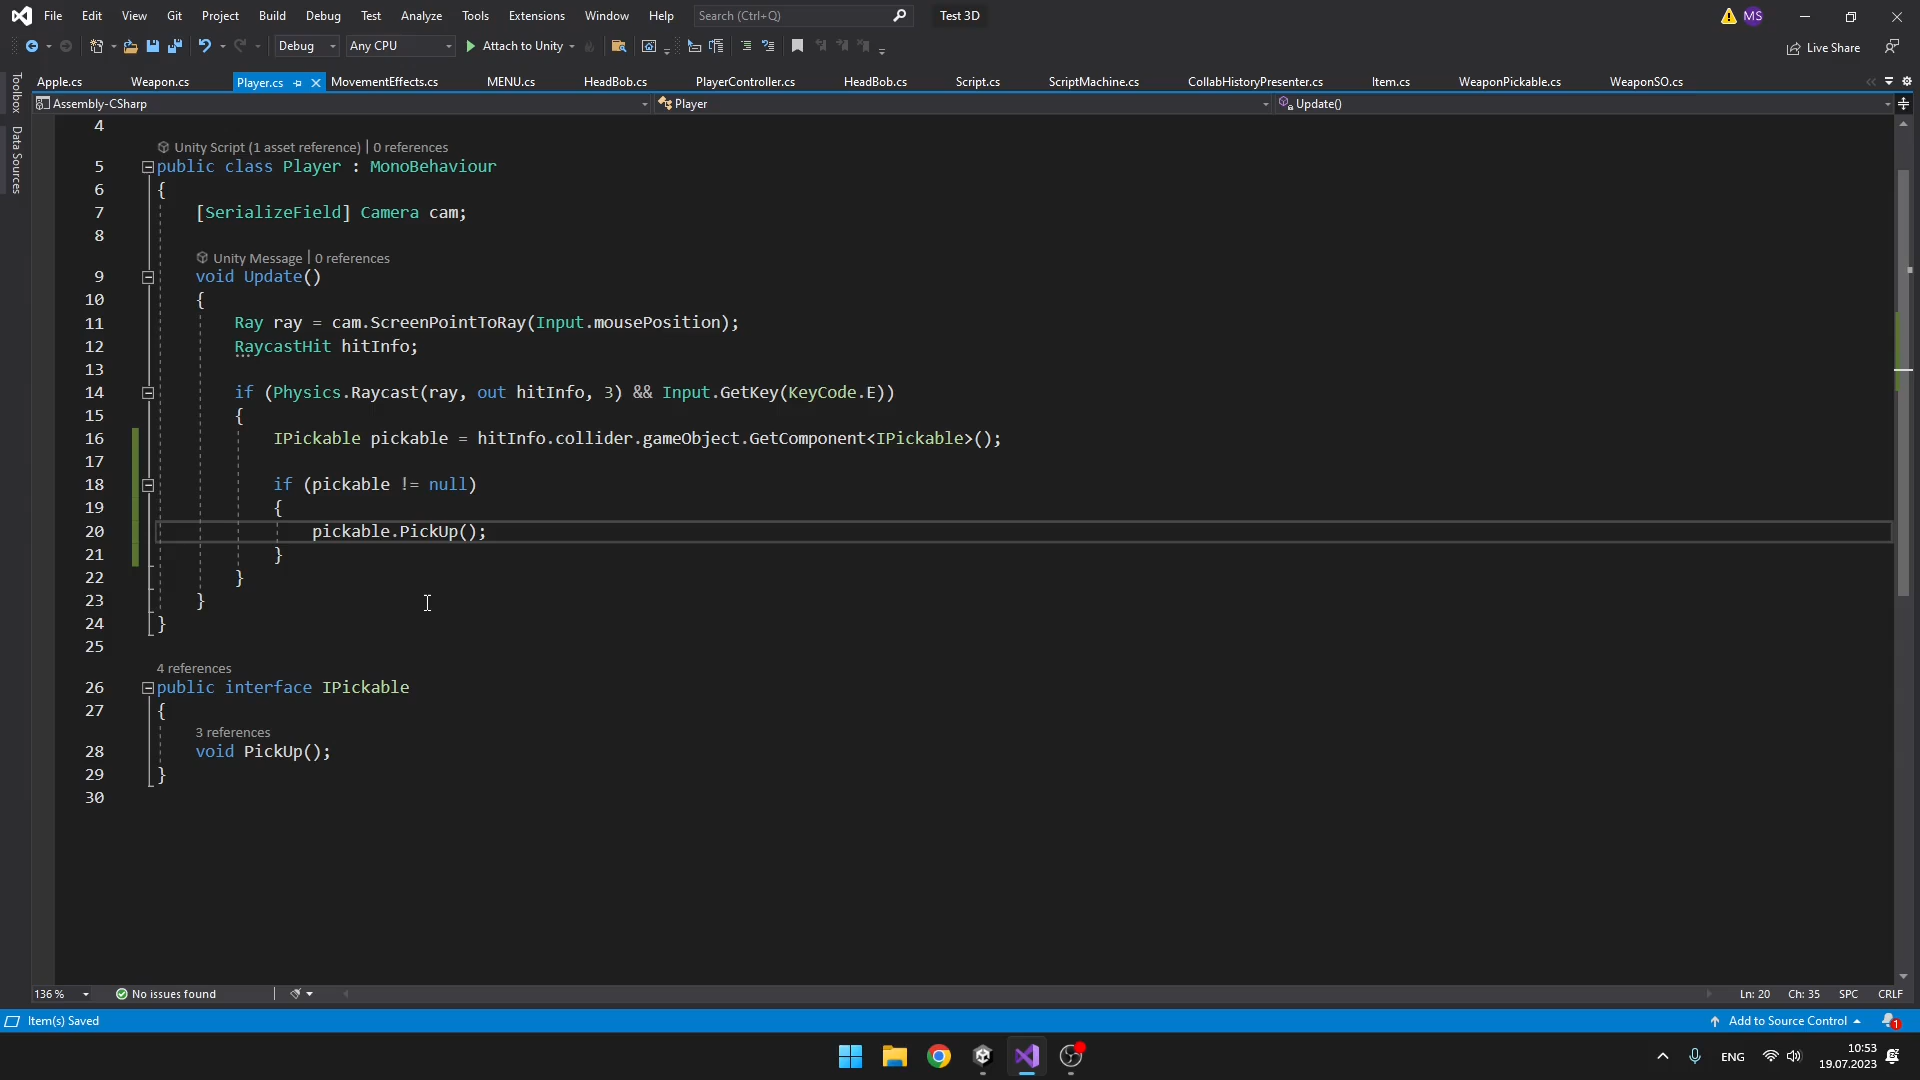 File Edit View Git Project Build Debug Test Analyze Tools Extensions Window Help Search (Ctrl+Q) Test 3D MS
Debug Any CPU Attach to Unity Live Share
Apple.cs Weapon.cs Player.cs MovementEffects.cs MENU.cs HeadBob.cs PlayerController.cs HeadBob.cs Script.cs ScriptMachine.cs CollabHistoryPresenter.cs Item.cs WeaponPickable.cs WeaponSO.cs
Toolbox
Data Sources
Assembly-CSharp Player Update()
4
Unity Script (1 asset reference) | 0 references
5 public class Player : MonoBehaviour
6 {
7 [SerializeField] Camera cam;
8
Unity Message | 0 references
9 void Update()
10 {
11 Ray ray = cam.ScreenPointToRay(Input.mousePosition);
12 RaycastHit hitInfo;
13
14 if (Physics.Raycast(ray, out hitInfo, 3) && Input.GetKey(KeyCode.E))
15 {
16 IPickable pickable = hitInfo.collider.gameObject.GetComponent<IPickable>();
17
18 if (pickable != null)
19 {
20 pickable.PickUp();
21 }
22 }
23 }
24 }
25
4 references
26 public interface IPickable
27 {
3 references
28 void PickUp();
29 }
30
136 % No issues found Ln: 20 Ch: 35 SPC CRLF
Item(s) Saved Add to Source Control 1
ENG 10:53
19.07.2023